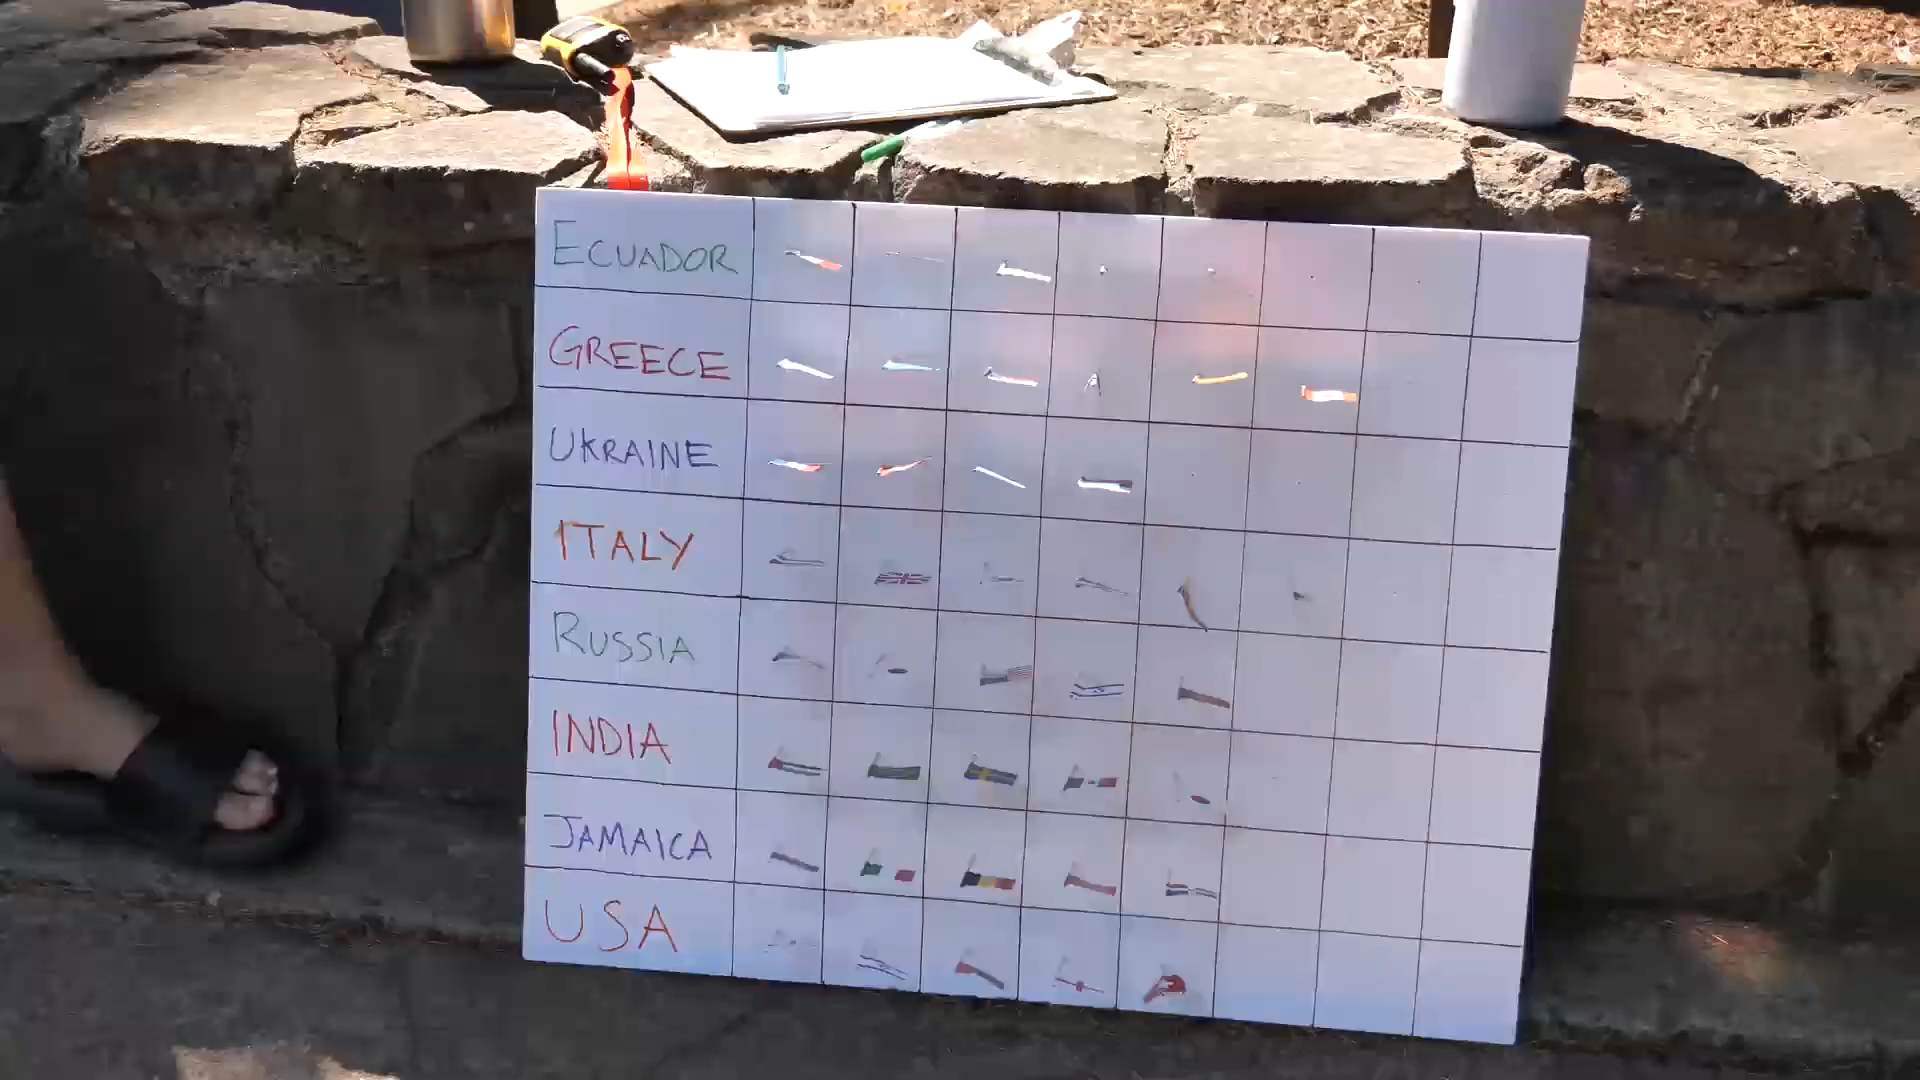 ECUADOR
GREECE
UKRAINE
ITALY
RUSSIA
INDIA
JAMAICA
USA